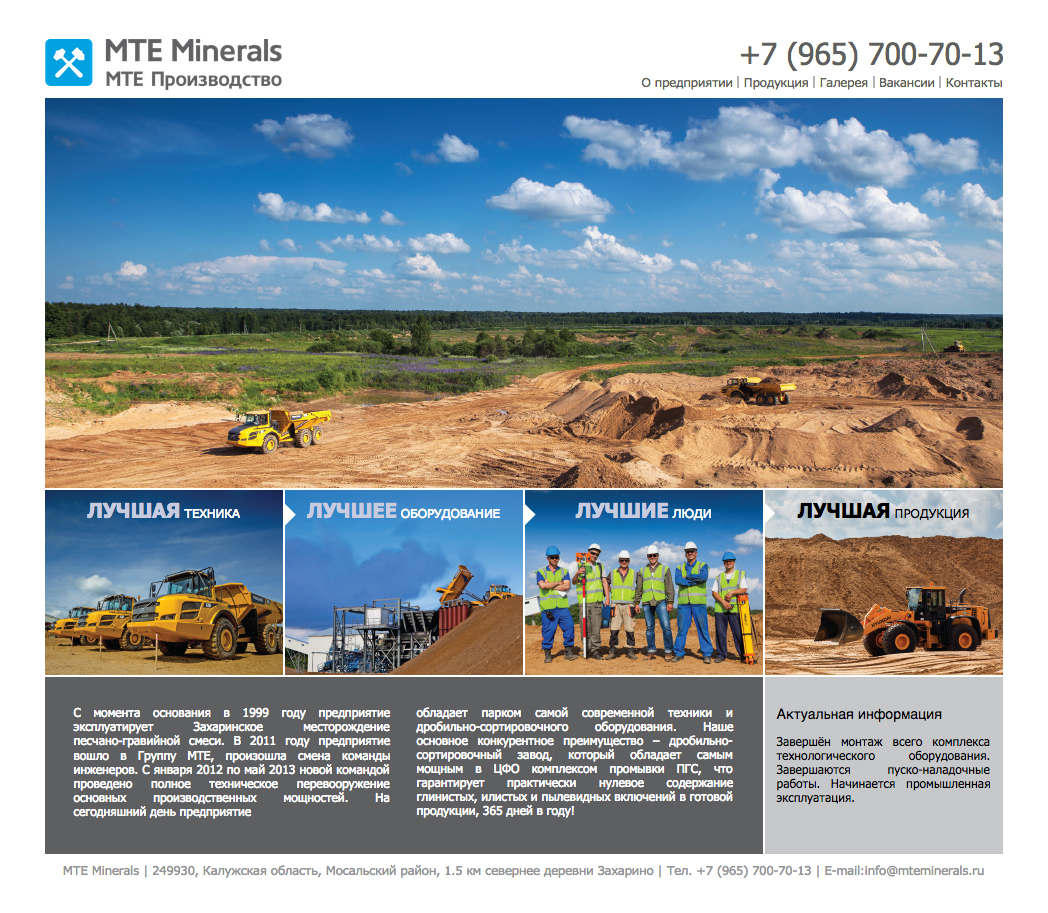 MTE Minerals
МТЕ Производство
+7 (965) 700-70-13
О предприятии | Продукция | Галерея | Вакансии | Контакты
ЛУЧШАЯ ТЕХНИКА
ЛУЧШЕЕ ОБОРУДОВАНИЕ
ЛУЧШИЕ ЛЮДИ
ЛУЧШАЯ ПРОДУКЦИЯ
HYUNDAI
С момента основания в 1999 году предприятие
эксплуатирует Захаринское месторождение
песчано-гравийной смеси. В 2011 году предприятие
вошло в Группу МТЕ, произошла смена команды
инженеров. С января 2012 по май 2013 новой командой
проведено полное техническое перевооружение
основных производственных мощностей. На
сегодняшний день предприятие
обладает парком самой современной техники и
дробильно-сортировочного оборудования. Наше
основное конкурентное преимущество – дробильно-
сортировочный завод, который обладает самым
мощным в ЦФО комплексом промывки ПГС, что
гарантирует практически нулевое содержание
глинистых, илистых и пылевидных включений в готовой
продукции, 365 дней в году!
Актуальная информация
Завершён монтаж всего комплекса
технологического оборудования.
Завершаются пуско-наладочные
работы. Начинается промышленная
эксплуатация.
MTE Minerals | 249930, Калужская область, Мосальский район, 1.5 км севернее деревни Захарино | Тел. +7 (965) 700-70-13 | E-mail:info@mteminerals.ru